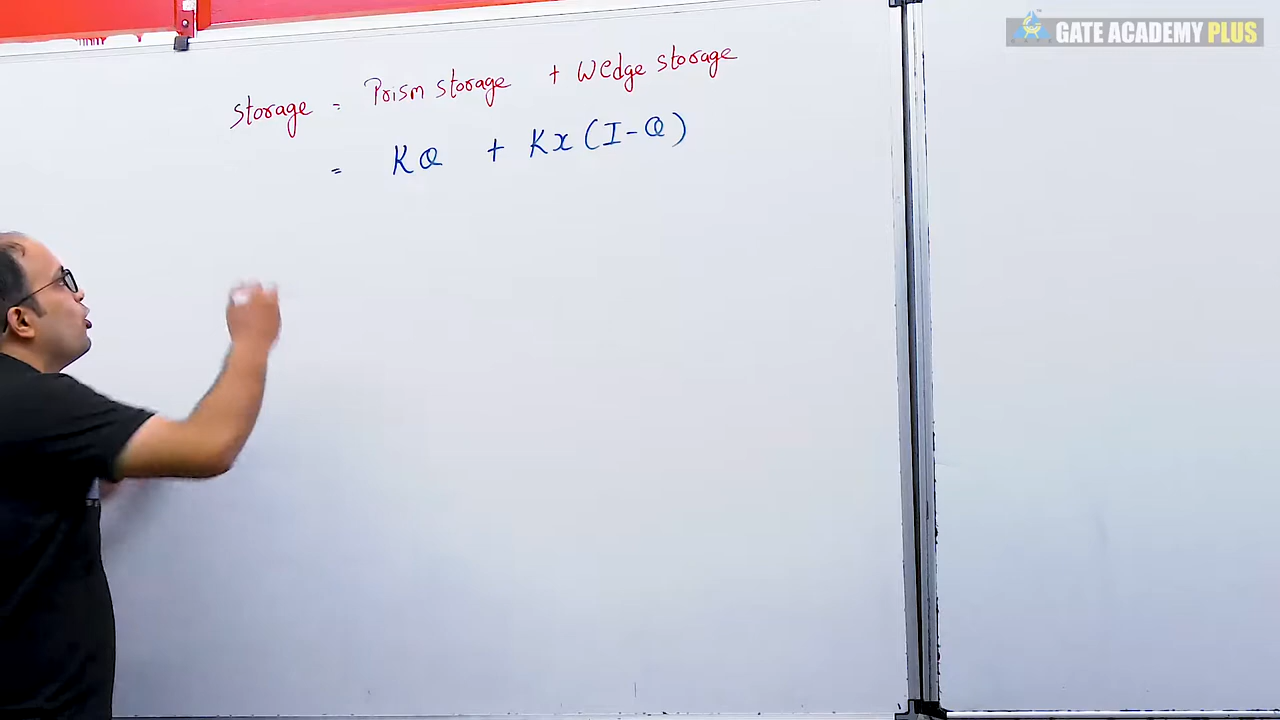 GATE ACADEMY PLUS
Storage = Prism storage + Wedge storage
= KQ + Kx (I-Q)